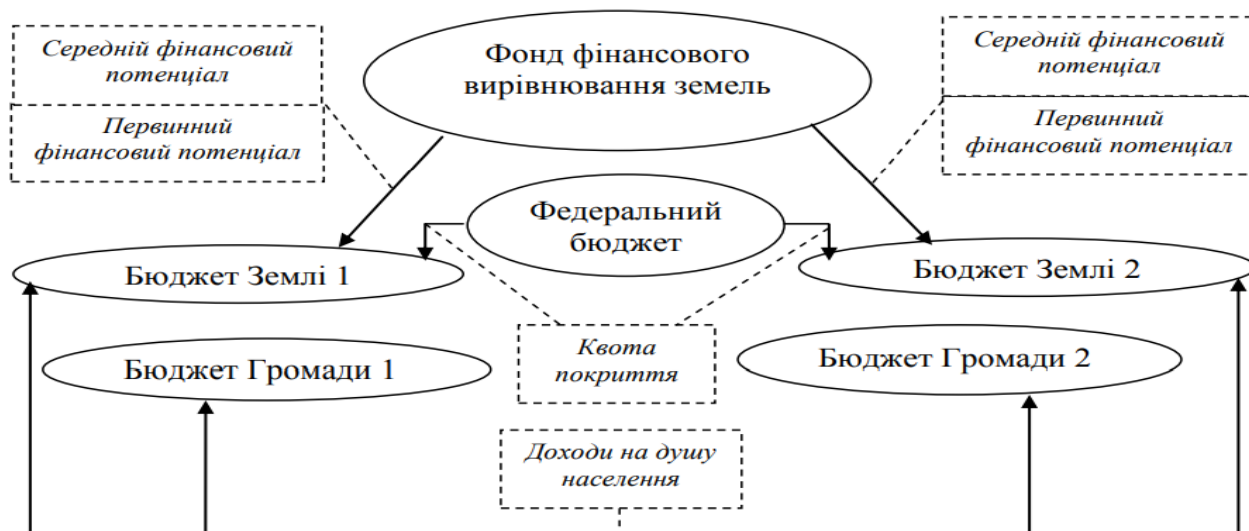 Середній фінансовий
потенціал
Первинний
фінансовий потенціал
Фонд фінансового
вирівнювання земель
Середній фінансовий
потенціал
Первинний
фінансовий потенціал
Федеральний
бюджет
Бюджет Землі 1
Бюджет Землі 2
Бюджет Громади 1
Квота
покриття
Бюджет Громади 2
Доходи на душу
населення